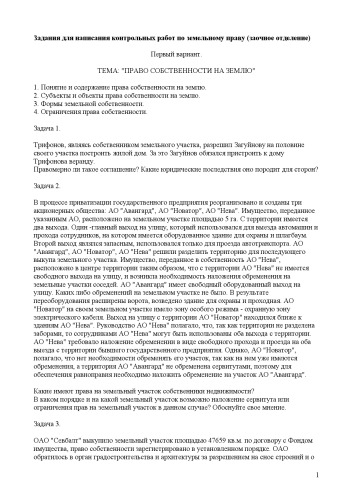 Задания для написания контрольных работ по земельному праву (заочное отделение)
Первый вариант.
ТЕМА: "ПРАВО СОБСТВЕННОСТИ НА ЗЕМЛЮ"
1. Понятие и содержание права собственности на землю.
2. Субъекты и объекты права собственности на землю.
3. Формы земельной собственности.
4. Ограничения права собственности.
Задача 1.
Трифонов, являясь собственником земельного участка, разрешил Загуйнову на половине
своего участка построить жилой дом. За это Загуйнов обязался пристроить к дому
Трифонова веранду.
Правомерно ли такое соглашение? Какие юридические последствия оно породит для сторон?
Задача 2.
В процессе приватизации государственного предприятия реорганизовано и созданы три
акционерных общества: АО "Авангард", АО "Новатор", АО "Нева". Имущество, переданное
указанным АО, расположено на земельном участке площадью 5 га. С территории имеется
два выхода. Один -главный выход на улицу, который использовался для выезда автомашин и
прохода сотрудников, на котором имеется оборудованное здание для охраны и шлагбаум.
Второй выход являлся запасным, использовался только для проезда автотранспорта. АО
"Авангард", АО "Новатор", АО "Нева" решили разделить территорию для последующего
выкупа земельного участка. Имущество, переданное в собственность АО "Нева",
расположено в центре территории таким образом, что с территории АО "Нева" не имеется
свободного выхода на улицу, и возникла необходимость наложения обременения на
земельные участки соседей. АО "Авангард" имеет свободный оборудованный выход на
улицу. Каких либо обременений на земельном участке не было. В результате
переоборудования расширены ворота, возведено здание для охраны и проходная. АО
"Новатор" на своем земельном участке имело зону особого режима - охранную зону
электрического кабеля. Выход на улицу с территории АО "Новатор" находился ближе к
зданиям АО "Нева". Руководство АО "Нева" полагало, что, так как территории не разделена
заборами, то сотрудниками АО "Нева" могут быть использованы оба выхода с территории.
АО "Нева" требовало наложение обременения в виде свободного прохода и проезда на оба
выезда с территории бывшего государственного предприятия. Однако, АО "Новатор",
полагало, что нет необходимости обременять его участок, так как на нем уже имеются
обременения, а территория АО "Авангард" не обременена сервитутами, поэтому для
обеспечения равноправия необходимо наложить обременение на участок АО "Авангард".
Какие имеют права на земельный участок собственники недвижимости?
В каком порядке и на какой земельный участок возможно наложение сервитута или
ограничения прав на земельный участок в данном случае? Обоснуйте свое мнение.
Задача 3.
ОАО "Севбалт" выкупило земельный участок площадью 47659 кв.м. по договору с Фондом
имущества, право собственности зарегистрировано в установленном порядке. ОАО
обратилось в орган градостроительства и архитектуры за разрешением на снос строений и о
1